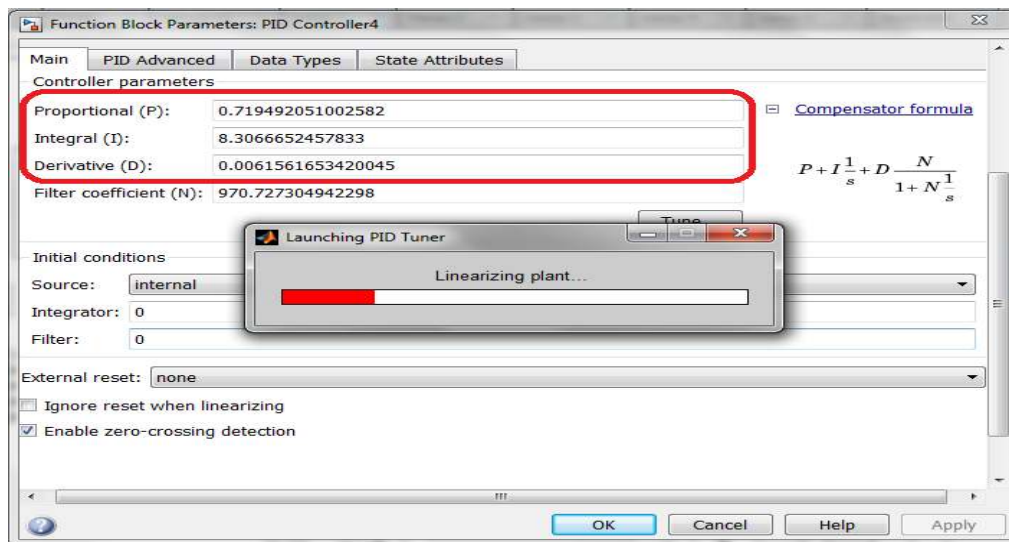 Function Block Parameters: PID Controller4
Main PID Advanced Data Types State Attributes
Controller parameters
Proportional (P): 0.719492051002582
Integral (I): 8.3066652457833
Derivative (D): 0.0061561653420045
Filter coefficient (N): 970.727304942298
Compensator formula
P + I 1/s + D N/(1 + N 1/s)
Tune...
Launching PID Tuner
Linearizing plant...
Initial conditions
Source: internal
Integrator: 0
Filter: 0
External reset: none
Ignore reset when linearizing
Enable zero-crossing detection
OK Cancel Help Apply